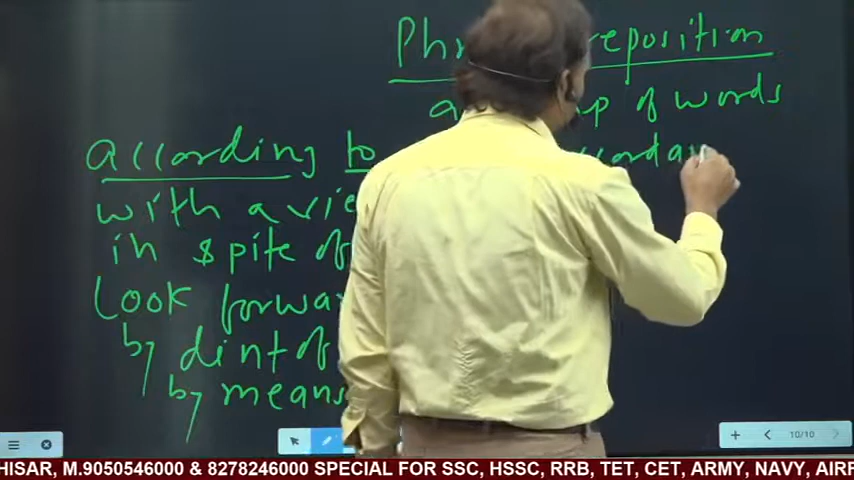 Phr reposition
a p of words
according to cordan
with a vie
in spite of
Look forwa
by dint of
by means
10/10
HISAR, M.9050546000 & 8278246000 SPECIAL FOR SSC, HSSC, RRB, TET, CET, ARMY, NAVY, AIRF